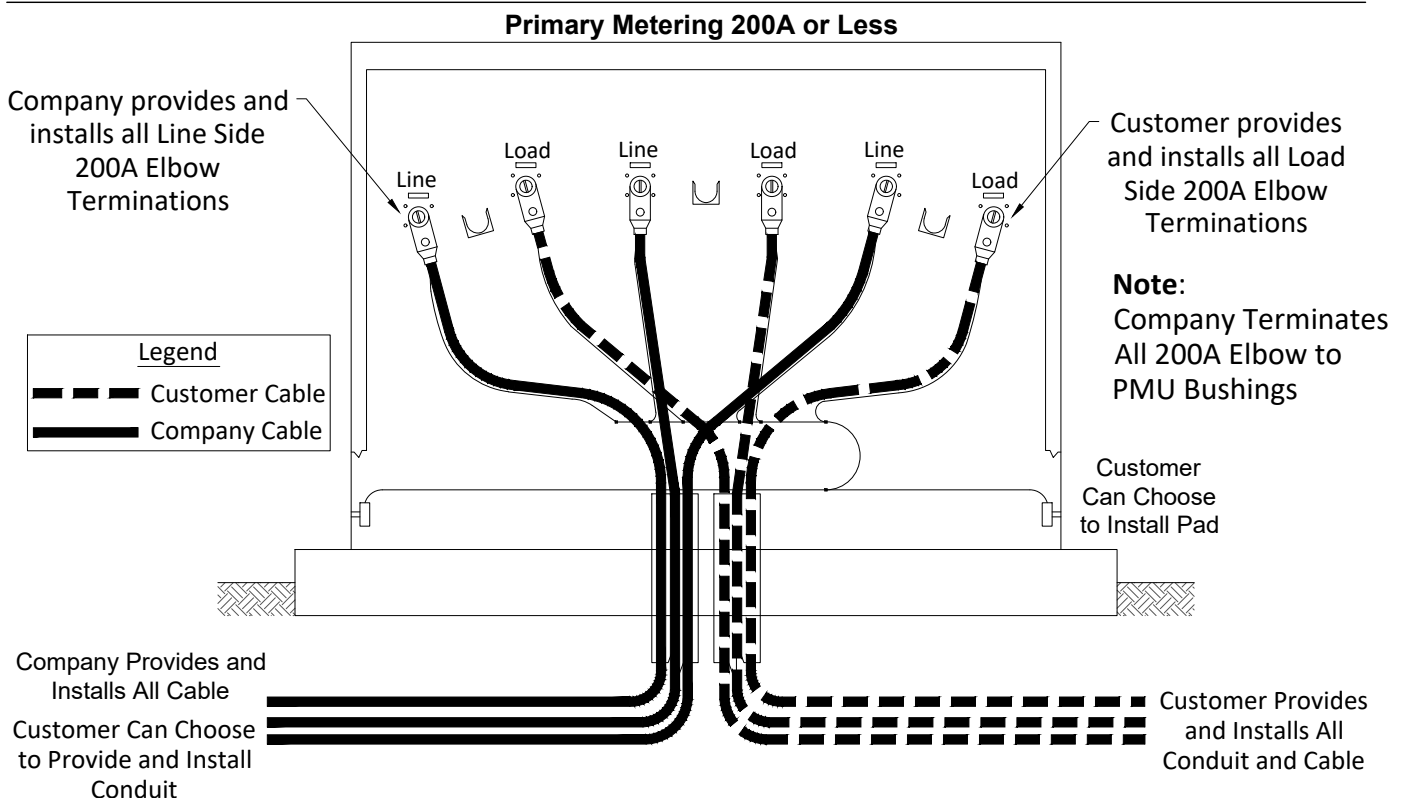 Primary Metering 200A or Less
Company provides and
installs all Line Side
200A Elbow
Terminations
Line
Load
Line
Load
Line
Load
Customer provides
and installs all Load
Side 200A Elbow
Terminations
Note:
Company Terminates
All 200A Elbow to
PMU Bushings
Legend
Customer Cable
Company Cable
Customer
Can Choose
to Install Pad
Company Provides and
Installs All Cable
Customer Can Choose
to Provide and Install
Conduit
Customer Provides
and Installs All
Conduit and Cable